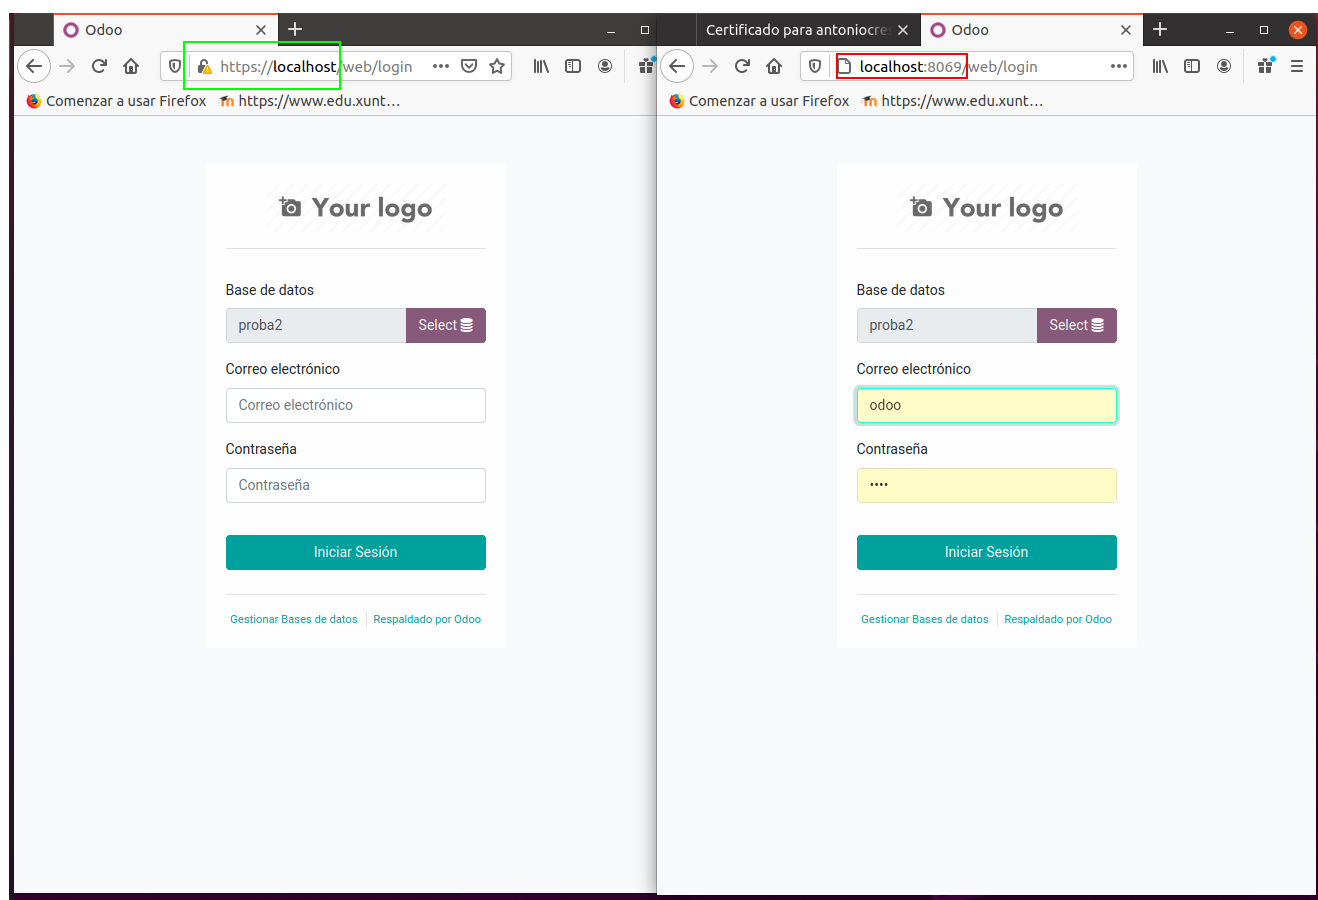 Odoo
https://localhost/web/login
Comenzar a usar Firefox
https://www.edu.xunt…
Your logo
Base de datos
proba2
Select
Correo electrónico
Correo electrónico
Contraseña
Contraseña
Iniciar Sesión
Gestionar Bases de datos
Respaldado por Odoo
Certificado para antoniocres
Odoo
localhost:8069/web/login
Comenzar a usar Firefox
https://www.edu.xunt…
Your logo
Base de datos
proba2
Select
Correo electrónico
odoo
Contraseña
••••
Iniciar Sesión
Gestionar Bases de datos
Respaldado por Odoo